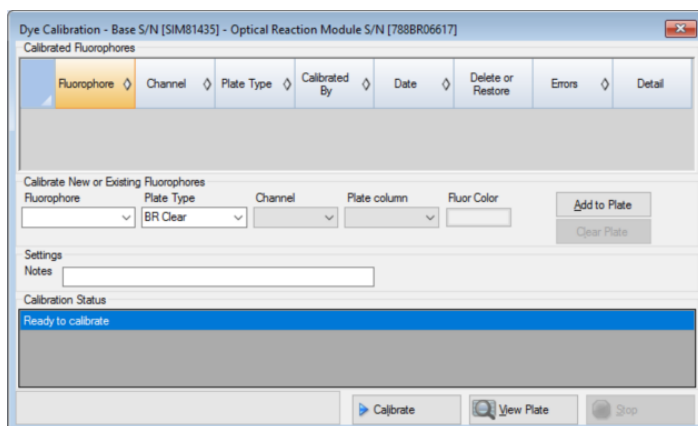 Dye Calibration - Base S/N [SIM81435] - Optical Reaction Module S/N [788BR06617]
Calibrated Fluorophores
Fluorophore Channel Plate Type Calibrated By Date Delete or Restore Errors Detail
Calibrate New or Existing Fluorophores
Fluorophore Plate Type Channel Plate column Fluor Color
BR Clear
Add to Plate
Clear Plate
Settings
Notes
Calibration Status
Ready to calibrate
Calibrate View Plate Stop